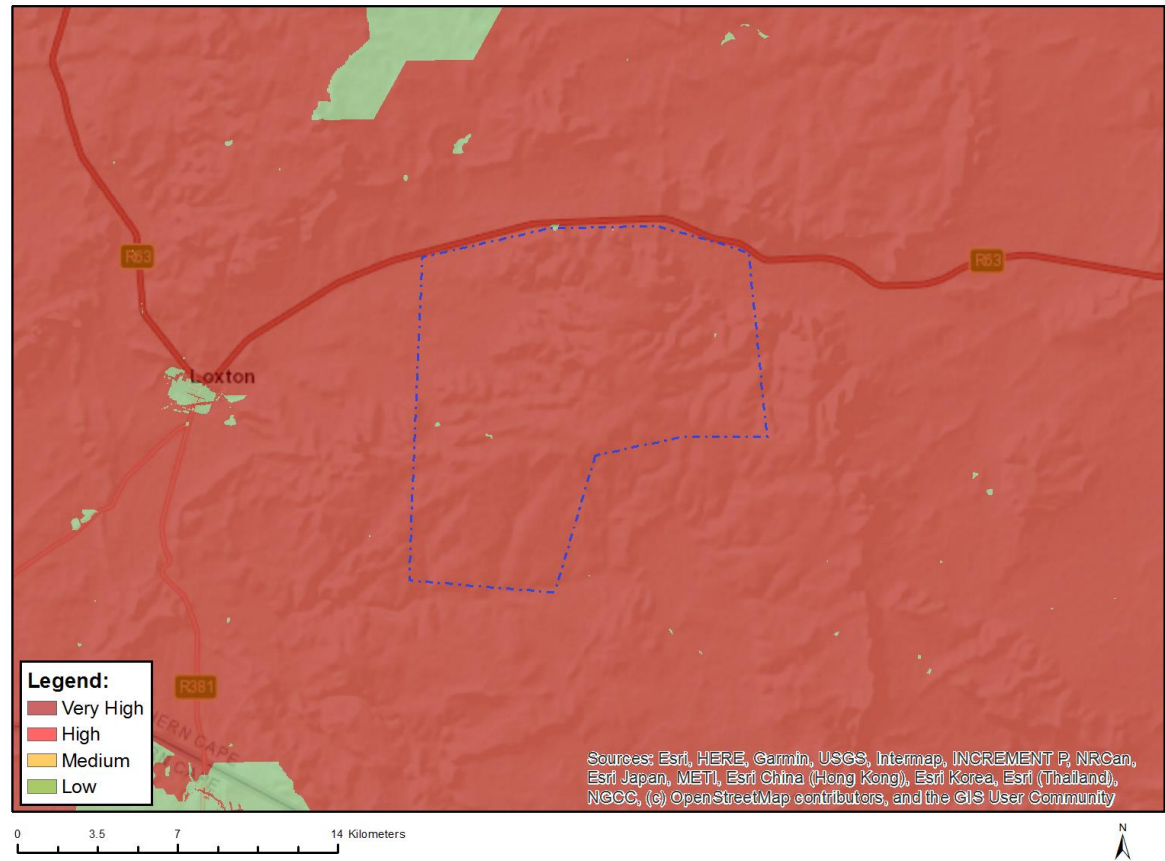 R63
R63
Loxton
R381
Legend:
Very High
High
Medium
Low
HERN CAPE
Sources: Esri, HERE, Garmin, USGS, Intermap, INCREMENT P, NRCan,
Esri Japan, METI, Esri China (Hong Kong), Esri Korea, Esri (Thailand),
NGCC, (c) OpenStreetMap contributors, and the GIS User Community
0 3.5 7 14 Kilometers
N